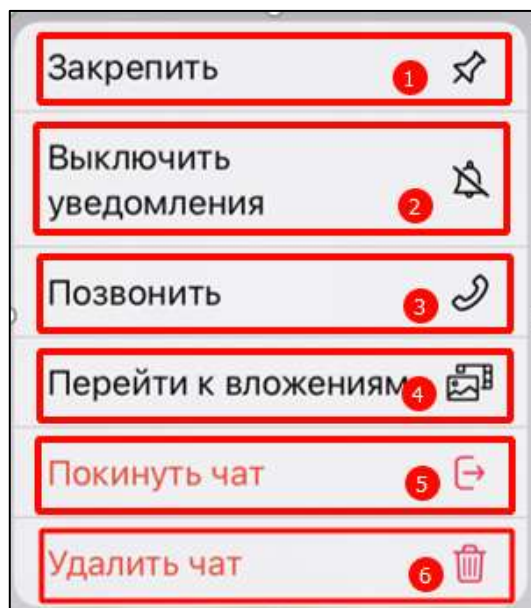 Закрепить
1
Выключить
уведомления
2
Позвонить
3
Перейти к вложениям
4
Покинуть чат
5
Удалить чат
6